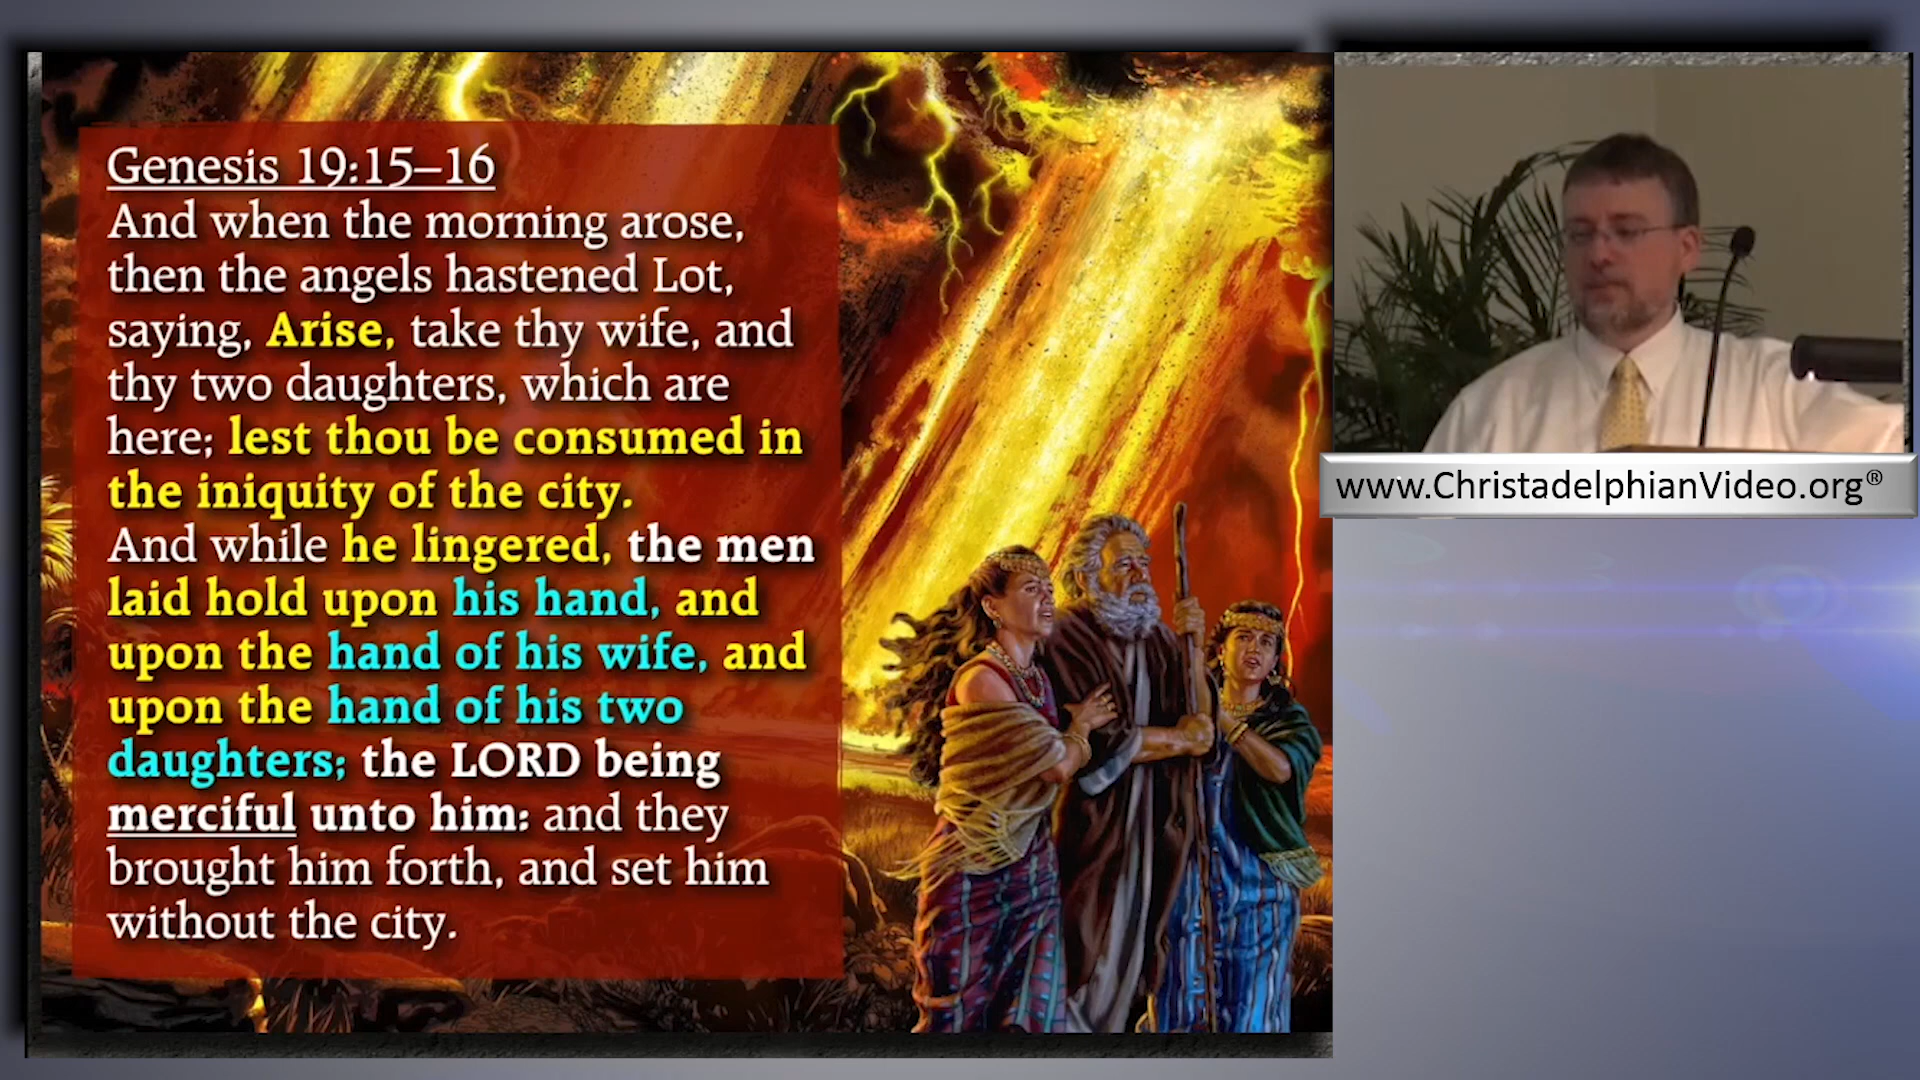 Genesis 19:15–16
And when the morning arose,
then the angels hastened Lot,
saying, Arise, take thy wife, and
thy two daughters, which are
here; lest thou be consumed in
the iniquity of the city.
And while he lingered, the men
laid hold upon his hand, and
upon the hand of his wife, and
upon the hand of his two
daughters; the LORD being
merciful unto him: and they
brought him forth, and set him
without the city.
www.ChristadelphianVideo.org®